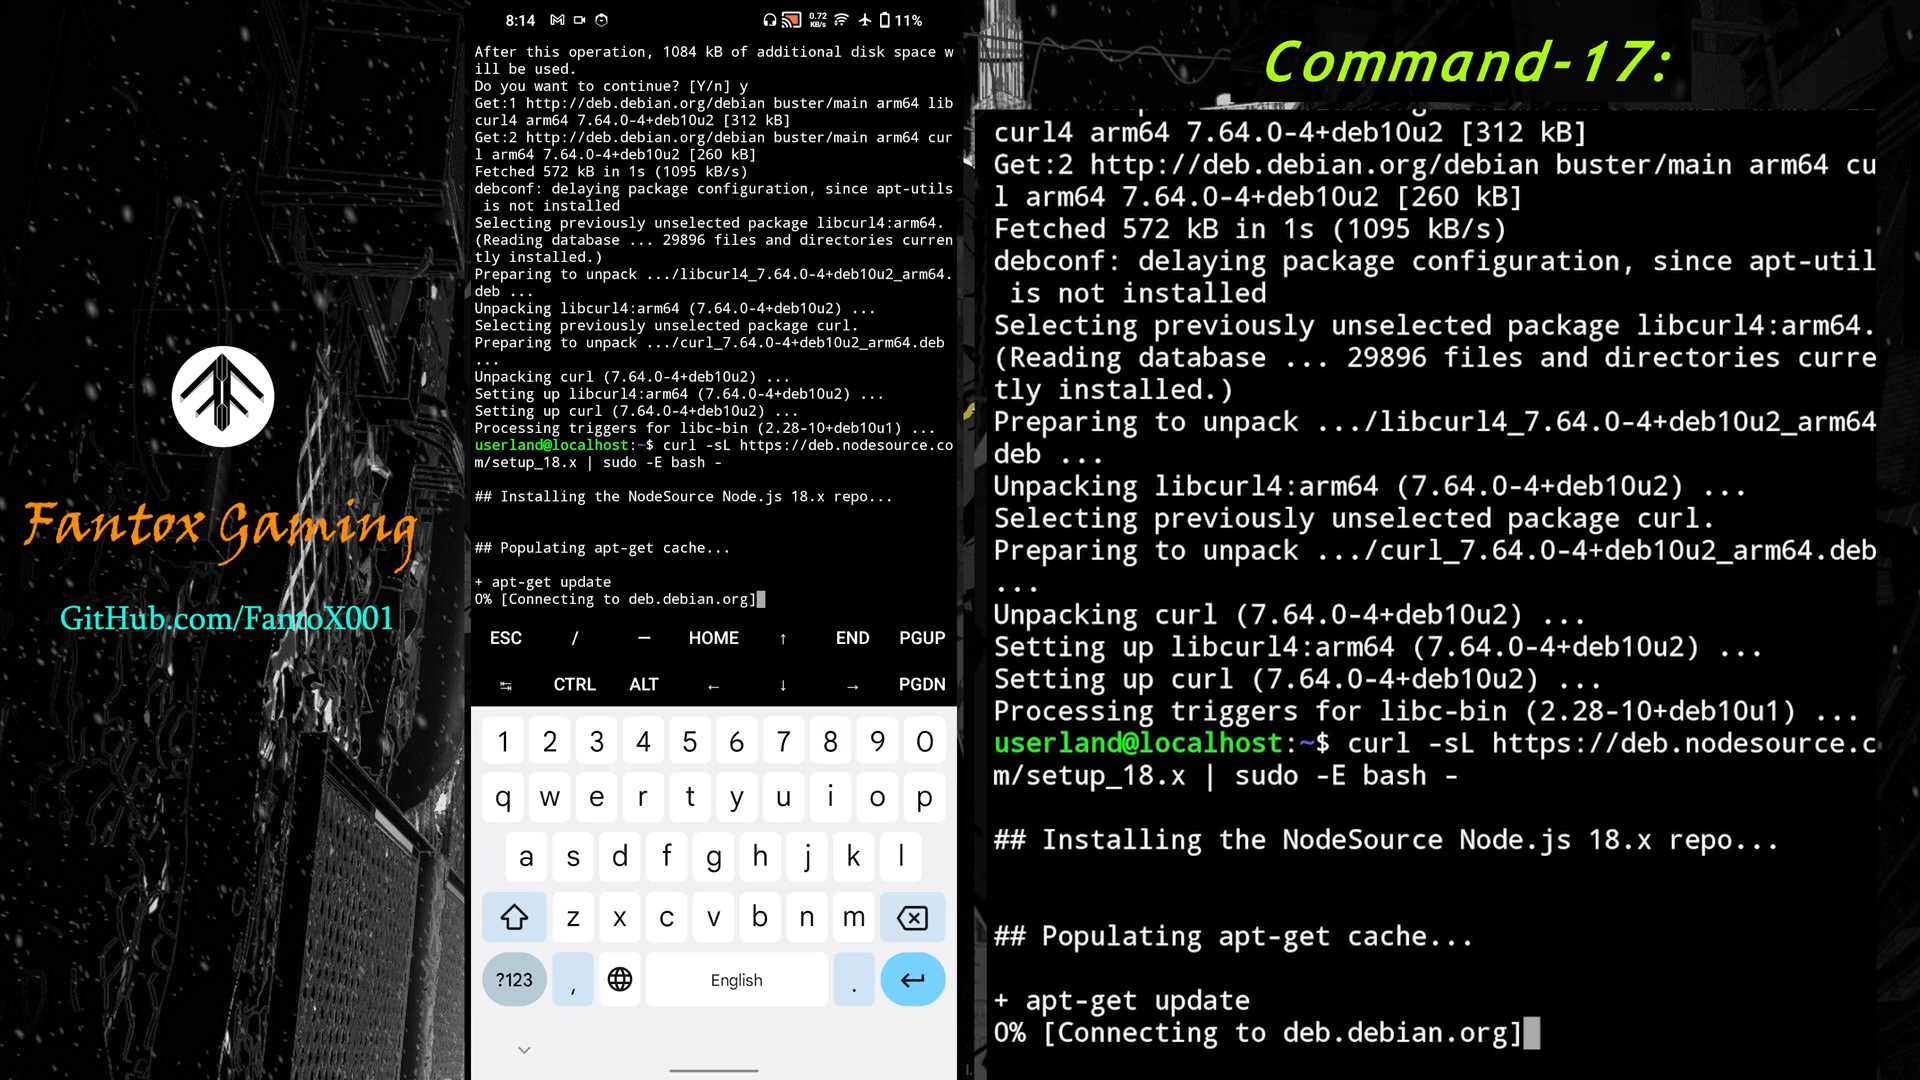 Fantox Gaming
GitHub.com/FantoX001
8:14
0.72
KB/s
11%
After this operation, 1084 kB of additional disk space w
ill be used.
Do you want to continue? [Y/n] y
Get:1 http://deb.debian.org/debian buster/main arm64 lib
curl4 arm64 7.64.0-4+deb10u2 [312 kB]
Get:2 http://deb.debian.org/debian buster/main arm64 cur
l arm64 7.64.0-4+deb10u2 [260 kB]
Fetched 572 kB in 1s (1095 kB/s)
debconf: delaying package configuration, since apt-utils
is not installed
Selecting previously unselected package libcurl4:arm64.
(Reading database ... 29896 files and directories curren
tly installed.)
Preparing to unpack .../libcurl4_7.64.0-4+deb10u2_arm64.
deb ...
Unpacking libcurl4:arm64 (7.64.0-4+deb10u2) ...
Selecting previously unselected package curl.
Preparing to unpack .../curl_7.64.0-4+deb10u2_arm64.deb
...
Unpacking curl (7.64.0-4+deb10u2) ...
Setting up libcurl4:arm64 (7.64.0-4+deb10u2) ...
Setting up curl (7.64.0-4+deb10u2) ...
Processing triggers for libc-bin (2.28-10+deb10u1) ...
userland@localhost:~$ curl -sL https://deb.nodesource.co
m/setup_18.x | sudo -E bash -
## Installing the NodeSource Node.js 18.x repo...
## Populating apt-get cache...
+ apt-get update
0% [Connecting to deb.debian.org]
ESC / — HOME ↑ END PGUP
↹ CTRL ALT ← ↓ → PGDN
1 2 3 4 5 6 7 8 9 0
q w e r t y u i o p
a s d f g h j k l
z x c v b n m
?123 , English .
Command-17:
curl4 arm64 7.64.0-4+deb10u2 [312 kB]
Get:2 http://deb.debian.org/debian buster/main arm64 cu
l arm64 7.64.0-4+deb10u2 [260 kB]
Fetched 572 kB in 1s (1095 kB/s)
debconf: delaying package configuration, since apt-util
is not installed
Selecting previously unselected package libcurl4:arm64.
(Reading database ... 29896 files and directories curre
tly installed.)
Preparing to unpack .../libcurl4_7.64.0-4+deb10u2_arm64
deb ...
Unpacking libcurl4:arm64 (7.64.0-4+deb10u2) ...
Selecting previously unselected package curl.
Preparing to unpack .../curl_7.64.0-4+deb10u2_arm64.deb
...
Unpacking curl (7.64.0-4+deb10u2) ...
Setting up libcurl4:arm64 (7.64.0-4+deb10u2) ...
Setting up curl (7.64.0-4+deb10u2) ...
Processing triggers for libc-bin (2.28-10+deb10u1) ...
userland@localhost:~$ curl -sL https://deb.nodesource.c
m/setup_18.x | sudo -E bash -
## Installing the NodeSource Node.js 18.x repo...
## Populating apt-get cache...
+ apt-get update
0% [Connecting to deb.debian.org]